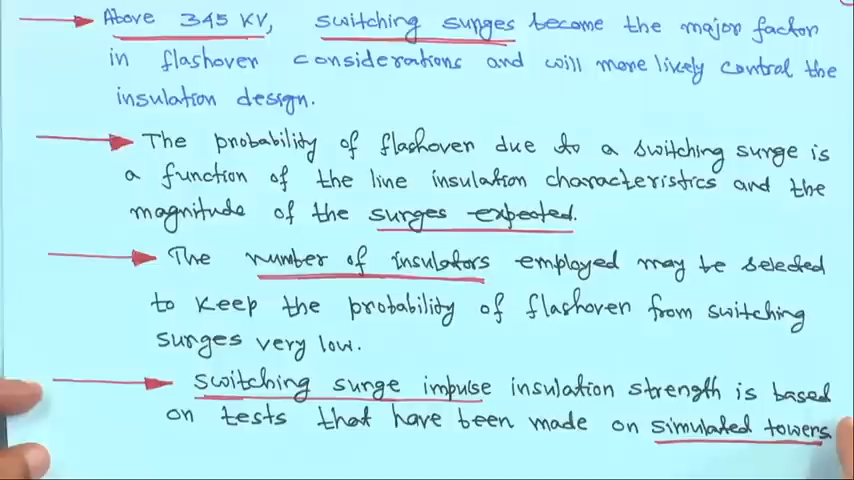 Above 345 KV, switching surges become the major factor
in flashover considerations and will more likely control the
insulation design.
The probability of flashover due to a switching surge is
a function of the line insulation characteristics and the
magnitude of the surges expected.
The number of insulators employed may be selected
to keep the probability of flashover from switching
surges very low.
switching surge impulse insulation strength is based
on tests that have been made on simulated towers